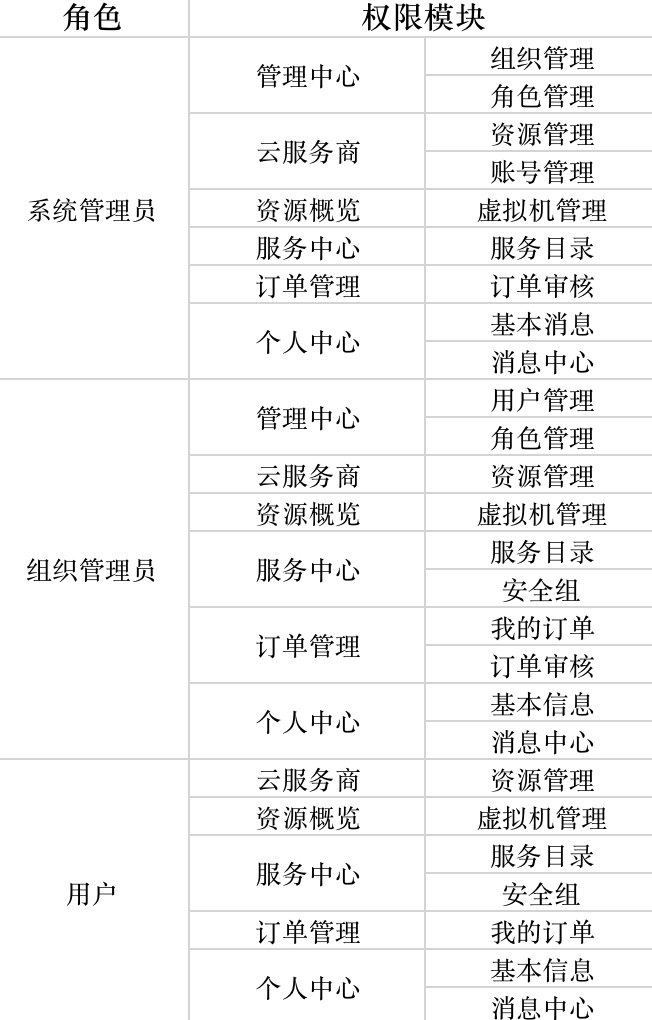 角色 权限模块
系统管理员
管理中心
组织管理
角色管理
云服务商
资源管理
账号管理
资源概览 虚拟机管理
服务中心 服务目录
订单管理 订单审核
个人中心
基本消息
消息中心
组织管理员
管理中心
用户管理
角色管理
云服务商 资源管理
资源概览 虚拟机管理
服务中心
服务目录
安全组
订单管理
我的订单
订单审核
个人中心
基本信息
消息中心
用户
云服务商 资源管理
资源概览 虚拟机管理
服务中心
服务目录
安全组
订单管理 我的订单
个人中心
基本信息
消息中心